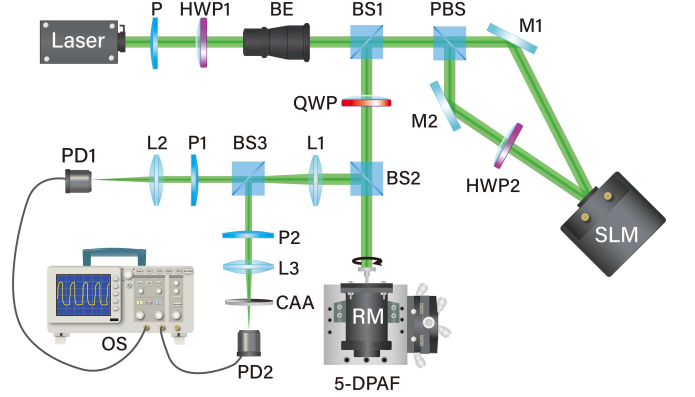 P HWP1 BE BS1 PBS M1
Laser
QWP
M2
L2 P1 BS3 L1
PD1
BS2
HWP2
P2
SLM
L3
CAA
RM
OS
PD2
5-DPAF